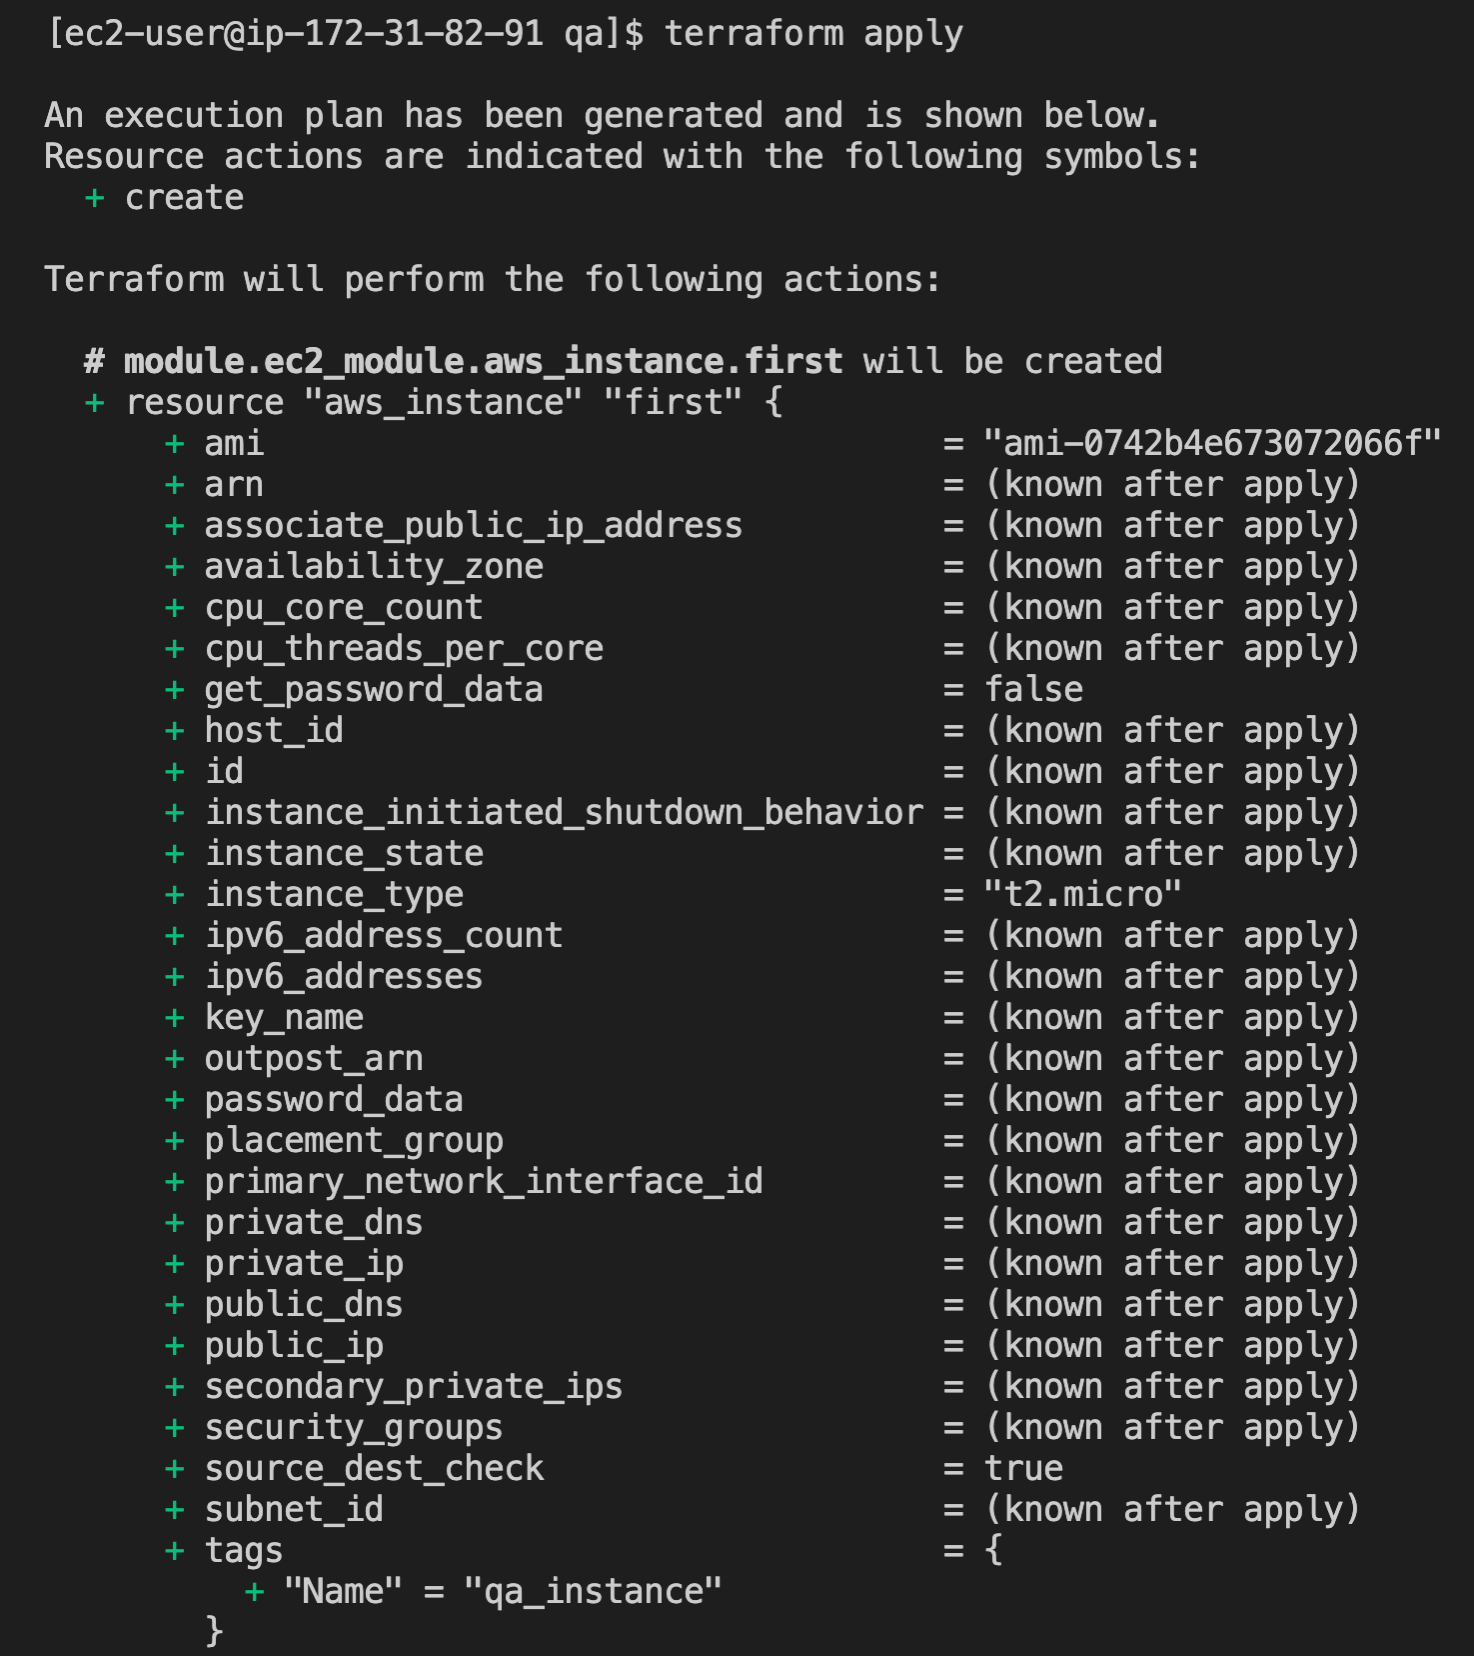 [ec2-user@ip-172-31-82-91 qa]$ terraform apply
An execution plan has been generated and is shown below.
Resource actions are indicated with the following symbols:
+ create
Terraform will perform the following actions:
# module.ec2_module.aws_instance.first will be created
+ resource "aws_instance" "first" {
+ ami = "ami-0742b4e673072066f"
+ arn = (known after apply)
+ associate_public_ip_address = (known after apply)
+ availability_zone = (known after apply)
+ cpu_core_count = (known after apply)
+ cpu_threads_per_core = (known after apply)
+ get_password_data = false
+ host_id = (known after apply)
+ id = (known after apply)
+ instance_initiated_shutdown_behavior = (known after apply)
+ instance_state = (known after apply)
+ instance_type = "t2.micro"
+ ipv6_address_count = (known after apply)
+ ipv6_addresses = (known after apply)
+ key_name = (known after apply)
+ outpost_arn = (known after apply)
+ password_data = (known after apply)
+ placement_group = (known after apply)
+ primary_network_interface_id = (known after apply)
+ private_dns = (known after apply)
+ private_ip = (known after apply)
+ public_dns = (known after apply)
+ public_ip = (known after apply)
+ secondary_private_ips = (known after apply)
+ security_groups = (known after apply)
+ source_dest_check = true
+ subnet_id = (known after apply)
+ tags = {
+ "Name" = "qa_instance"
}